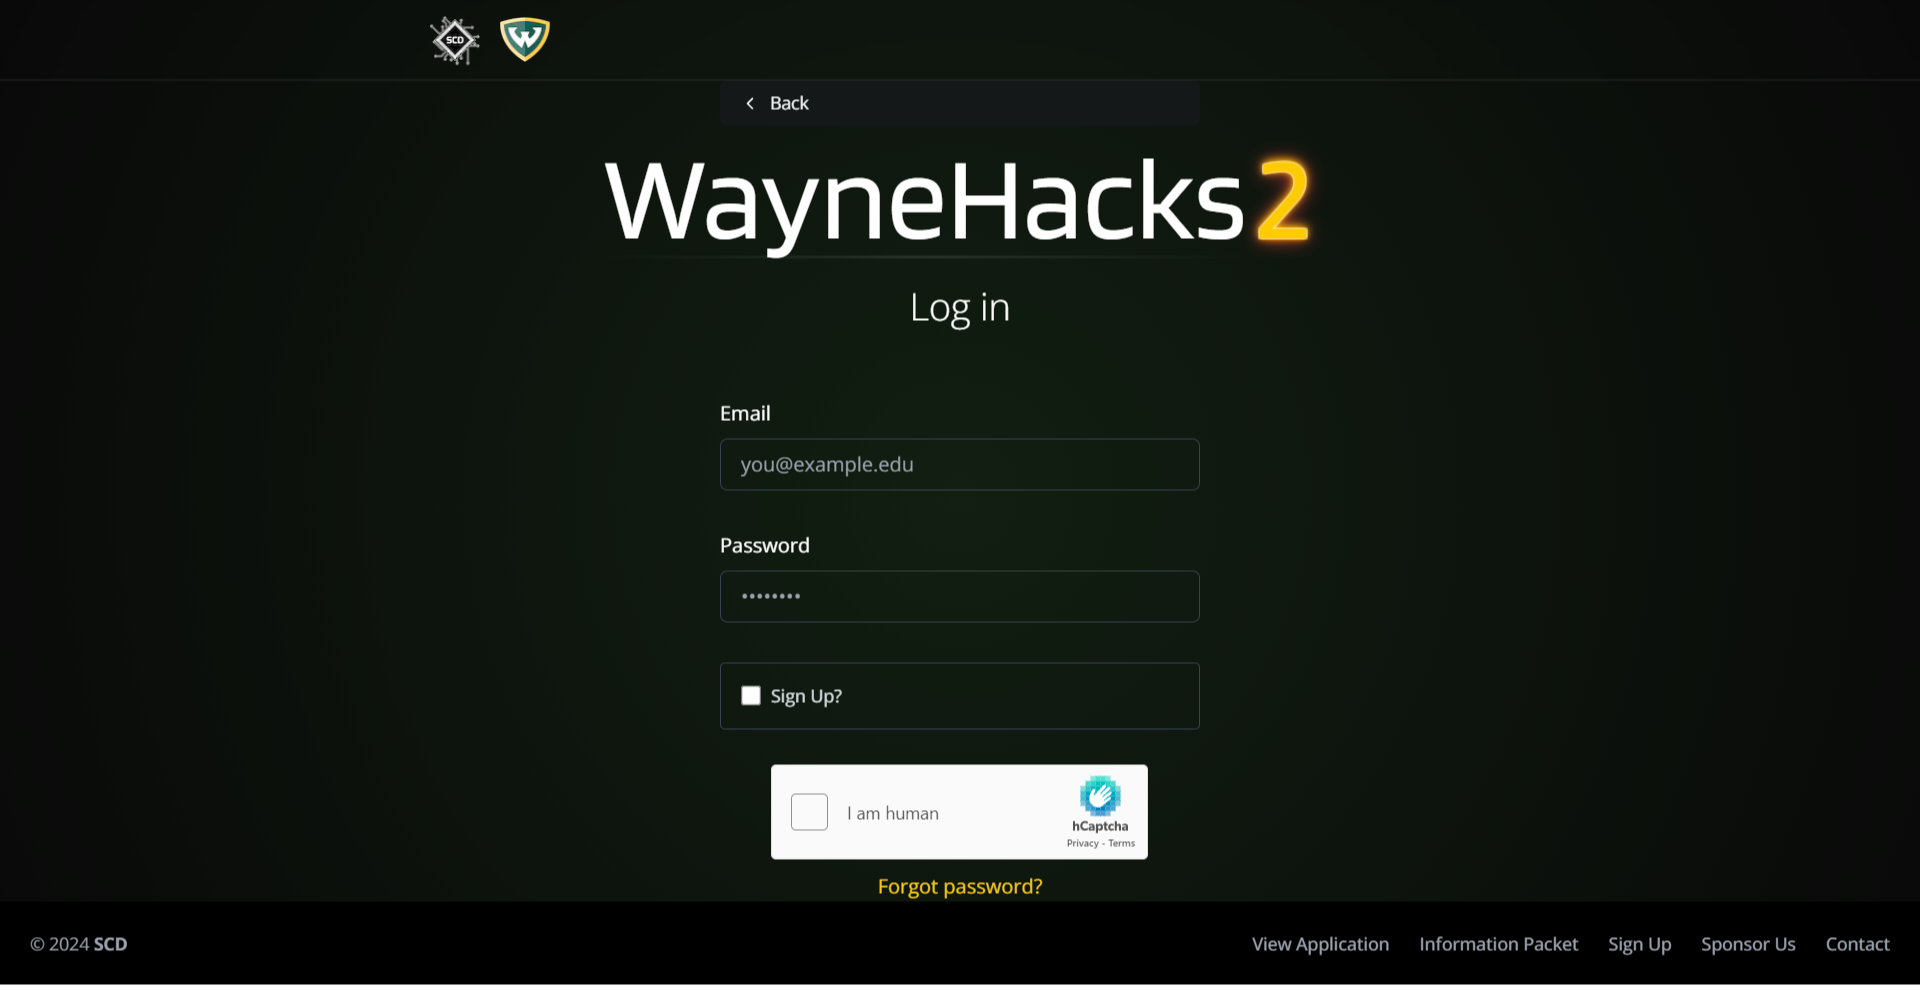 SCD
W
Back
WayneHacks2
Log in
Email
you@example.edu
Password
••••••••
Sign Up?
I am human
hCaptcha
Privacy - Terms
Forgot password?
© 2024 SCD
View Application
Information Packet
Sign Up
Sponsor Us
Contact